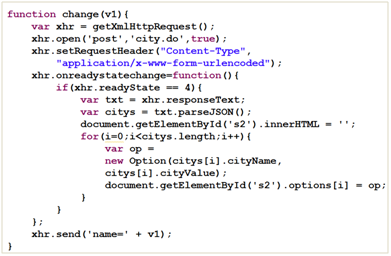 function change(v1){
var xhr = getXmlHttpRequest();
xhr.open('post','city.do',true);
xhr.setRequestHeader("Content-Type",
"application/x-www-form-urlencoded");
xhr.onreadystatechange=function(){
if(xhr.readyState == 4){
var txt = xhr.responseText;
var citys = txt.parseJSON();
document.getElementById('s2').innerHTML = '';
for(i=0;i<citys.length;i++){
var op =
new Option(citys[i].cityName,
citys[i].cityValue);
document.getElementById('s2').options[i] = op;
}
}
};
xhr.send('name=' + v1);
}